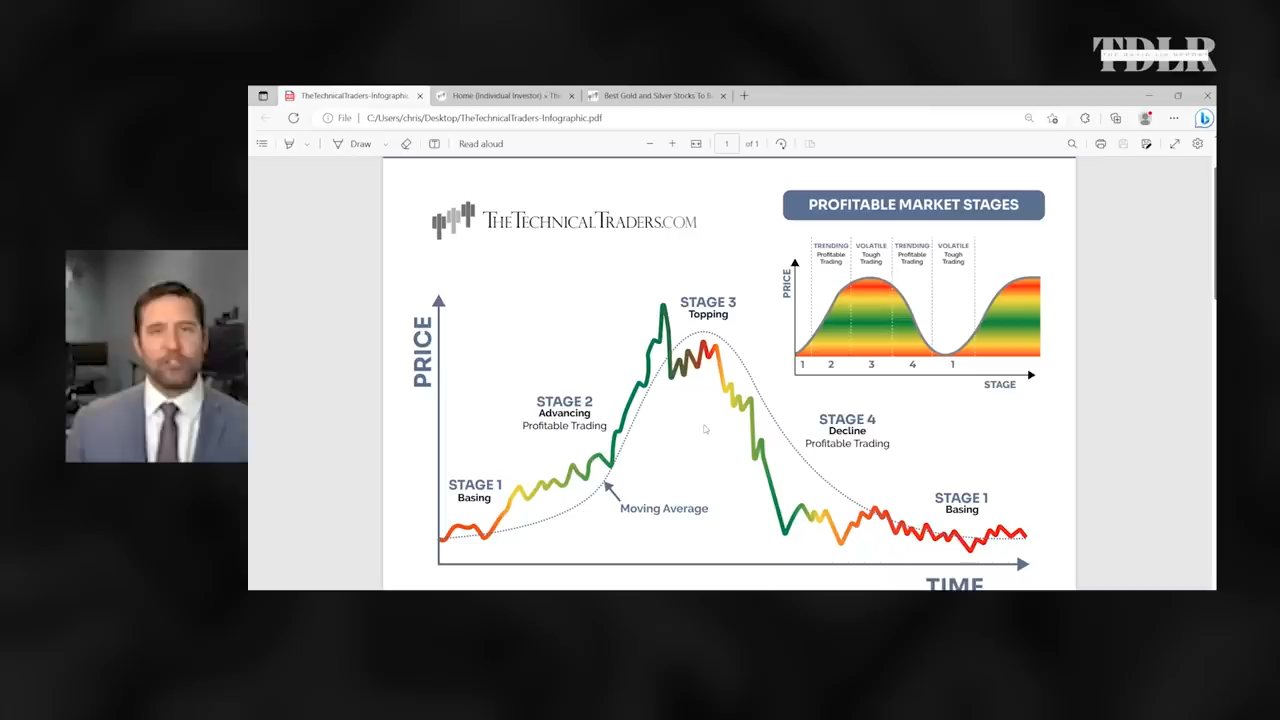 TDLR
TheTechnicalTraders-Infographic.
Home (Individual Investor) » The
Best Gold and Silver Stocks To B
File
C:/Users/chris/Desktop/TheTechnicalTraders-Infographic.pdf
Draw
Read aloud
1
of 1
THETECHNICALTRADERS.COM
PROFITABLE MARKET STAGES
TRENDING
Profitable
Trading
VOLATILE
Tough
Trading
TRENDING
Profitable
Trading
VOLATILE
Tough
Trading
PRICE
1
2
3
4
1
STAGE
PRICE
STAGE 3
Topping
STAGE 2
Advancing
Profitable Trading
STAGE 4
Decline
Profitable Trading
STAGE 1
Basing
Moving Average
STAGE 1
Basing
TIME